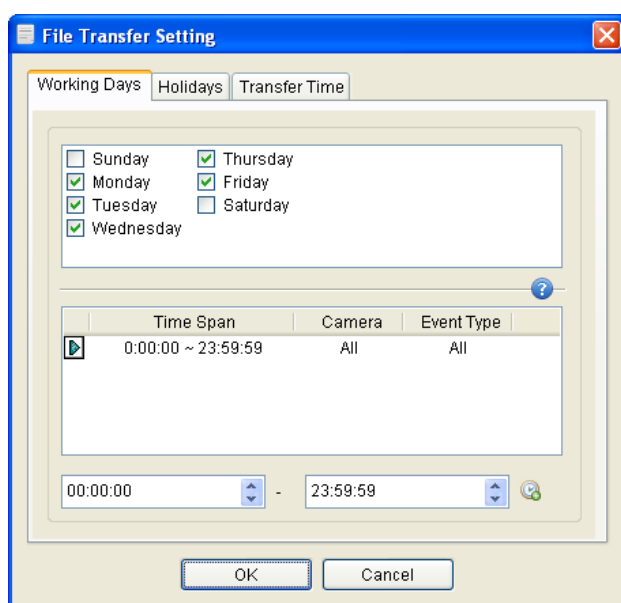 File Transfer Setting
Working Days Holidays Transfer Time
Sunday Thursday
Monday Friday
Tuesday Saturday
Wednesday
?
Time Span Camera Event Type
0:00:00 ~ 23:59:59 All All
00:00:00 - 23:59:59
OK Cancel